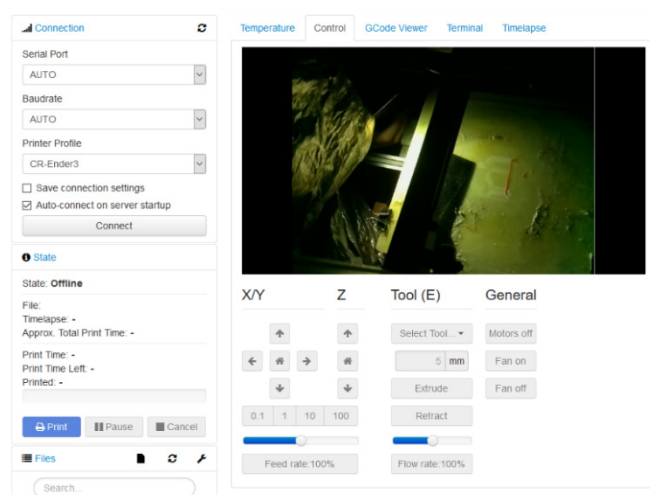 Connection
Serial Port
AUTO
Baudrate
AUTO
Printer Profile
CR-Ender3
Save connection settings
Auto-connect on server startup
Connect
State
State: Offline
File:
Timelapse: -
Approx. Total Print Time: -
Print Time: -
Print Time Left: -
Printed: -
Print Pause Cancel
Files
Search...
Temperature Control GCode Viewer Terminal Timelapse
X/Y Z Tool (E) General
Select Tool... Motors off
5 mm Fan on
Extrude Fan off
0.1 1 10 100 Retract
Feed rate:100% Flow rate:100%